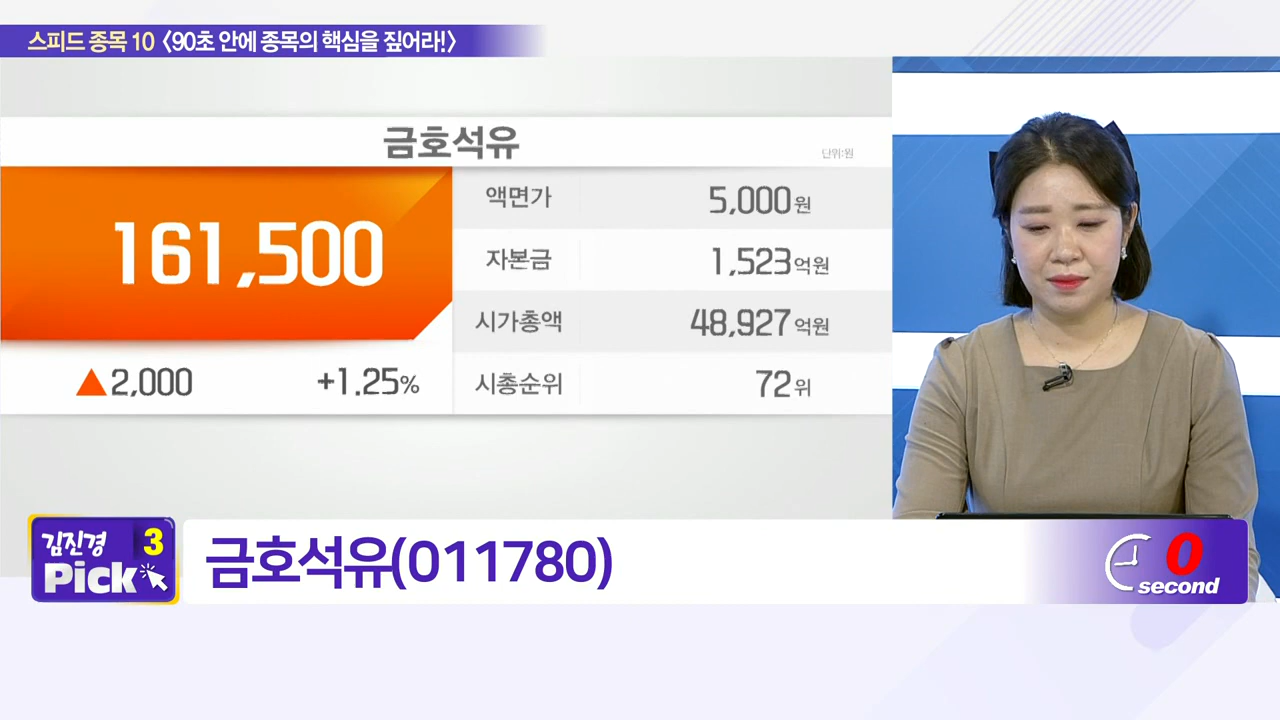 스피드 종목 10 〈90초 안에 종목의 핵심을 짚어라!〉
금호석유
단위:원
161,500
▲2,000 +1.25%
액면가 5,000원
자본금 1,523억원
시가총액 48,927억원
시총순위 72위
김진경 3
Pick
금호석유(011780)
0
second